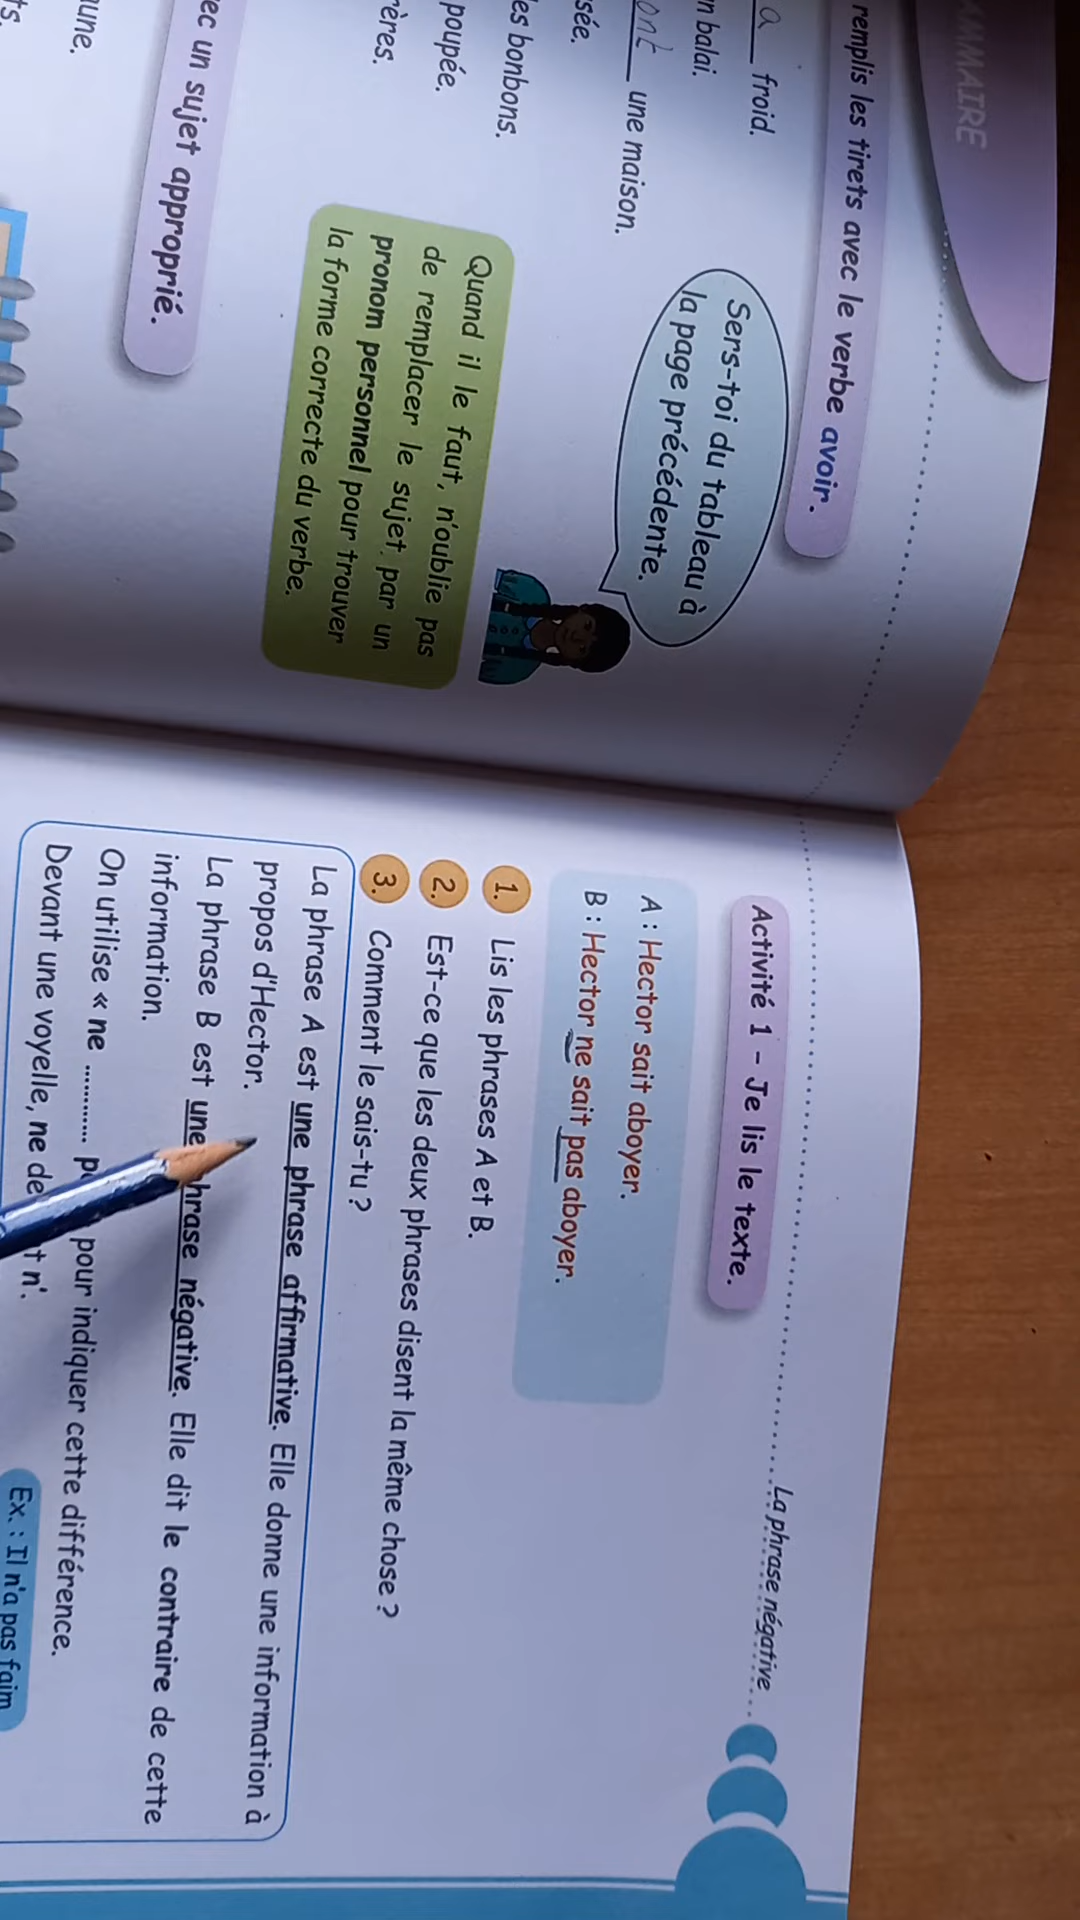 remplis les tirets avec le verbe avoir.
a froid.
n balai.
ont une maison.
sée.
es bonbons.
poupée.
rères.
ec un sujet approprié.
une.
ts.
Sers-toi du tableau à
la page précédente.
Quand il le faut, n'oublie pas
de remplacer le sujet par un
pronom personnel pour trouver
la forme correcte du verbe.
La phrase négative
Activité 1 - Je lis le texte.
A : Hector sait aboyer.
B : Hector ne sait pas aboyer.
1. Lis les phrases A et B.
2. Est-ce que les deux phrases disent la même chose ?
3. Comment le sais-tu ?
La phrase A est une phrase affirmative. Elle donne une information à
propos d'Hector.
La phrase B est une hrase négative. Elle dit le contraire de cette
information.
On utilise « ne ............ p pour indiquer cette différence.
Devant une voyelle, ne de t n'.
Ex. : Il n'a pas faim